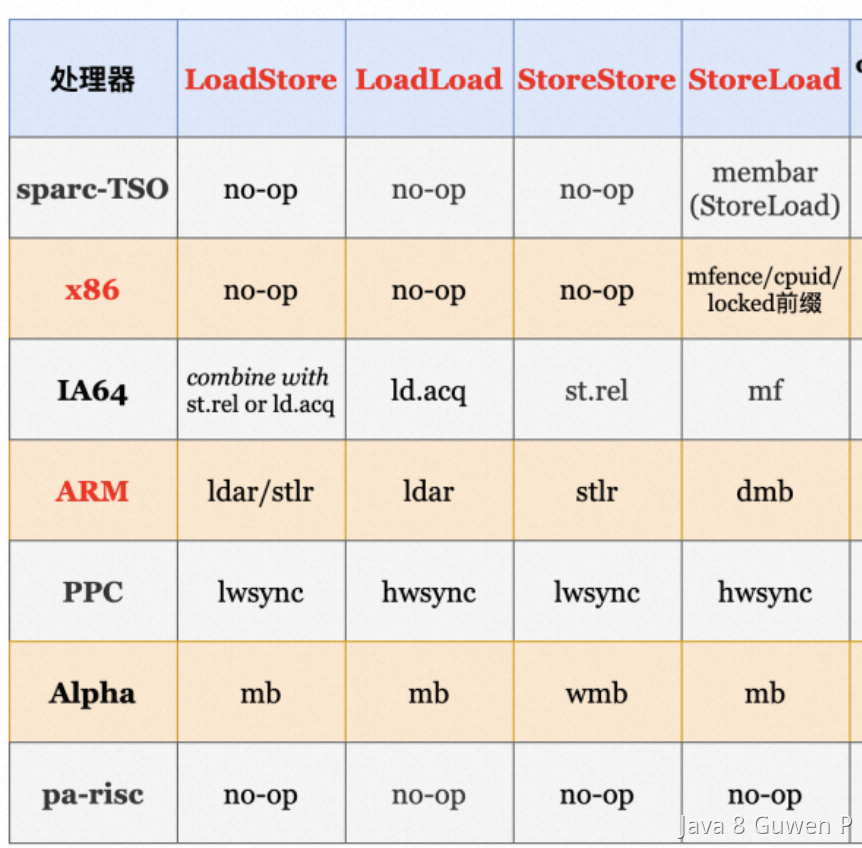 处理器 LoadStore LoadLoad StoreStore StoreLoad
sparc-TSO no-op no-op no-op membar
(StoreLoad)
x86 no-op no-op no-op mfence/cpuid/
locked前缀
IA64 combine with
st.rel or ld.acq ld.acq st.rel mf
ARM ldar/stlr ldar stlr dmb
PPC lwsync hwsync lwsync hwsync
Alpha mb mb wmb mb
pa-risc no-op no-op no-op no-op
Java 8 Guwen P